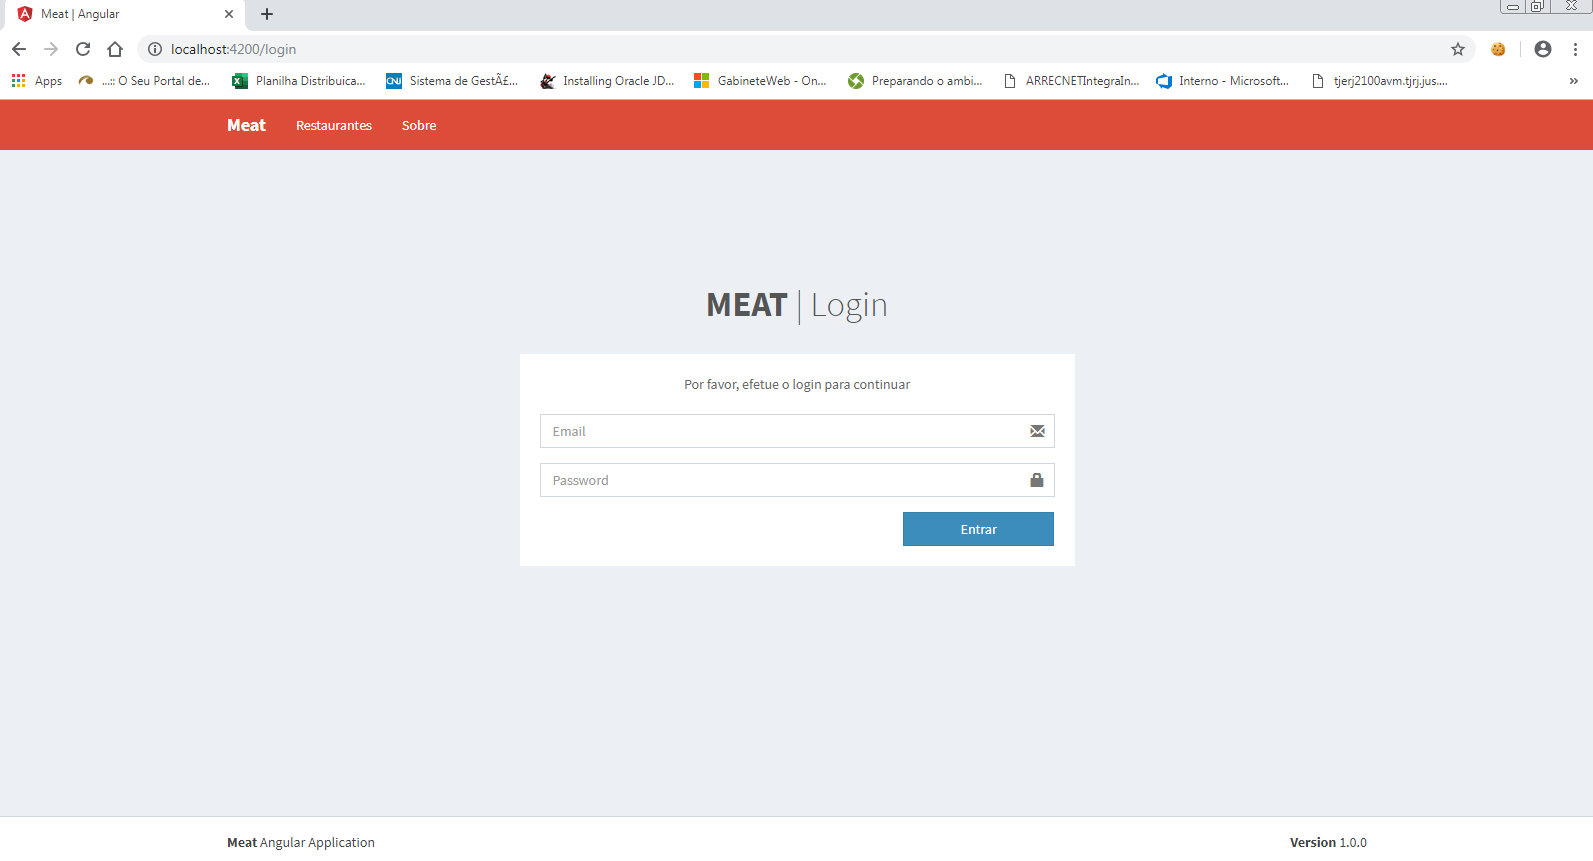 Meat | Angular
localhost:4200/login
Apps ...:: O Seu Portal de... Planilha Distribuica... Sistema de GestÃ£... Installing Oracle JD... GabineteWeb - On... Preparando o ambi... ARRECNETIntegraIn... Interno - Microsoft... tjerj2100avm.tjrj.jus.... »
CNJ
Meat Restaurantes Sobre
MEAT | Login
Por favor, efetue o login para continuar
Email
Password
Entrar
Meat Angular Application Version 1.0.0